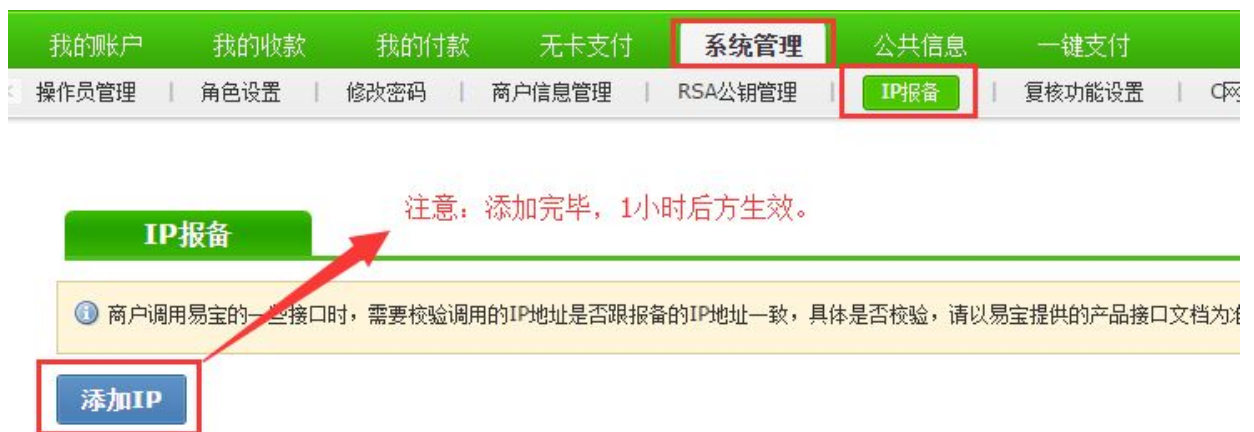 我的账户 我的收款 我的付款 无卡支付 系统管理 公共信息 一键支付
操作员管理 | 角色设置 | 修改密码 | 商户信息管理 | RSA公钥管理 | IP报备 | 复核功能设置 | C网
注意：添加完毕，1小时后方生效。
IP报备
商户调用易宝的一些接口时，需要校验调用的IP地址是否跟报备的IP地址一致，具体是否校验，请以易宝提供的产品接口文档为准
添加IP